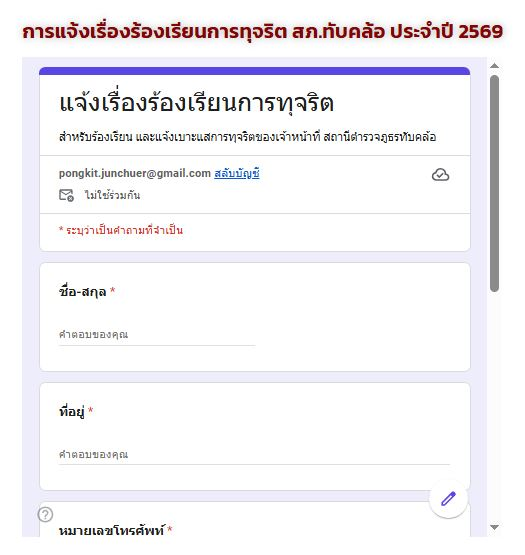 การแจ้งเรื่องร้องเรียนการทุจริต สภ.ทับคล้อ ประจำปี 2569
แจ้งเรื่องร้องเรียนการทุจริต
สำหรับร้องเรียน และแจ้งเบาะแสการทุจริตของเจ้าหน้าที่ สถานีตำรวจภูธรทับคล้อ
pongkit.junchuer@gmail.com สลับบัญชี
ไม่ใช้ร่วมกัน
* ระบุว่าเป็นคำถามที่จำเป็น
ชื่อ-สกุล *
คำตอบของคุณ
ที่อยู่ *
คำตอบของคุณ
หมายเลขโทรศัพท์ *